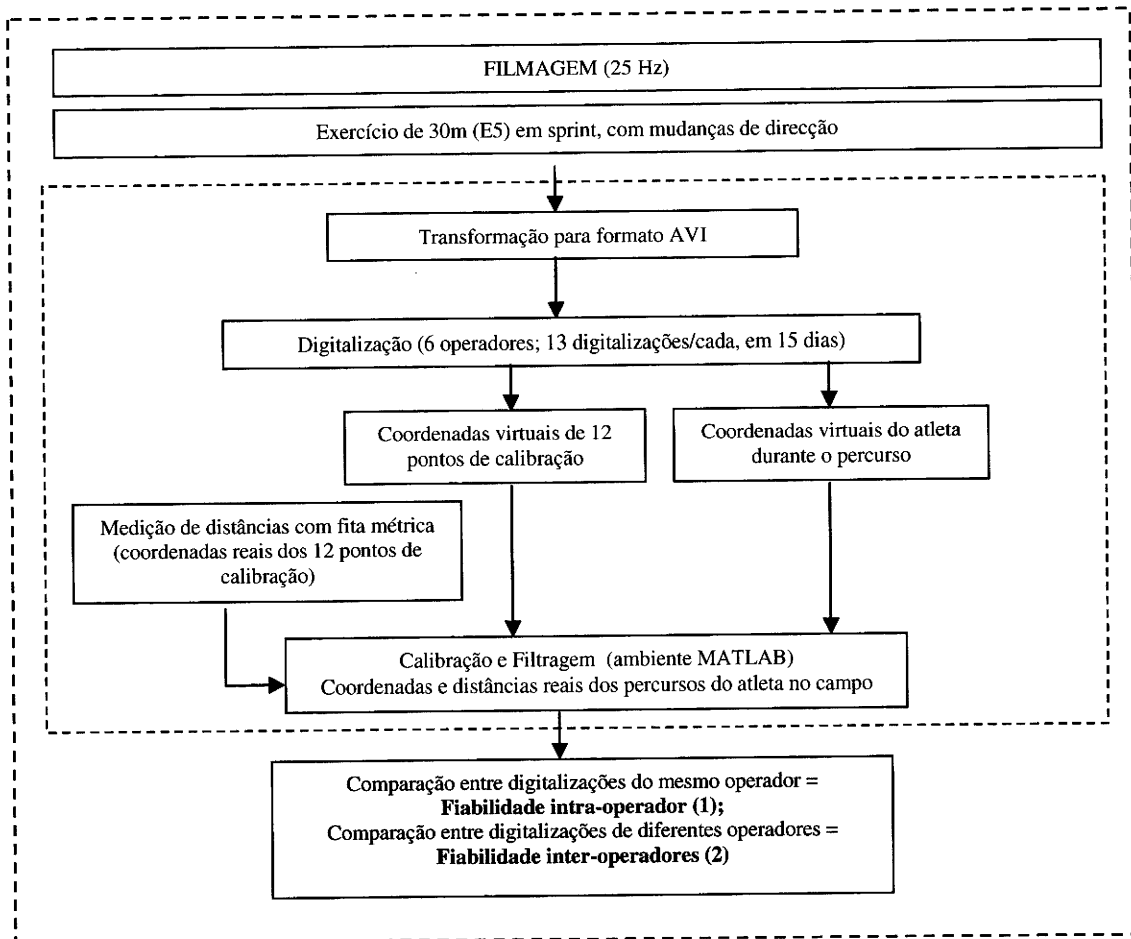 FILMAGEM (25 Hz)
Exercício de 30m (E5) em sprint, com mudanças de direcção
Transformação para formato AVI
Digitalização (6 operadores; 13 digitalizações/cada, em 15 dias)
Coordenadas virtuais de 12
pontos de calibração
Coordenadas virtuais do atleta
durante o percurso
Medição de distâncias com fita métrica
(coordenadas reais dos 12 pontos de
calibração)
Calibração e Filtragem (ambiente MATLAB)
Coordenadas e distâncias reais dos percursos do atleta no campo
Comparação entre digitalizações do mesmo operador =
Fiabilidade intra-operador (1);
Comparação entre digitalizações de diferentes operadores =
Fiabilidade inter-operadores (2)